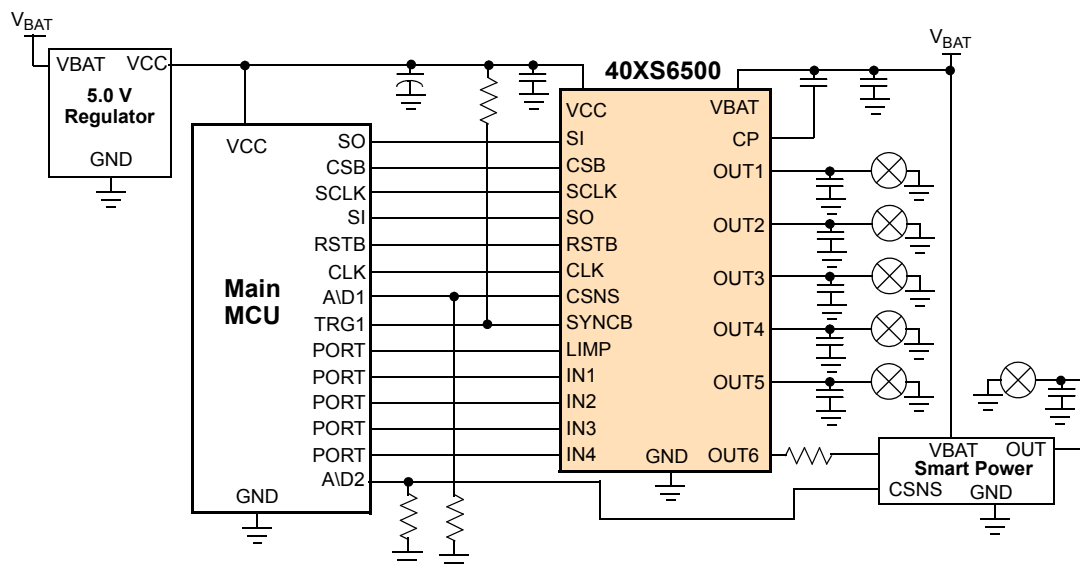 VBAT
VBAT VCC
5.0 V
Regulator
GND
VCC
SO
CSB
SCLK
SI
RSTB
CLK
A\D1
TRG1
PORT
PORT
PORT
PORT
PORT
A\D2
Main
MCU
GND
40XS6500
VCC
SI
CSB
SCLK
SO
RSTB
CLK
CSNS
SYNCB
LIMP
IN1
IN2
IN3
IN4
GND
VBAT
CP
OUT1
OUT2
OUT3
OUT4
OUT5
OUT6
VBAT
VBAT OUT
Smart Power
CSNS GND